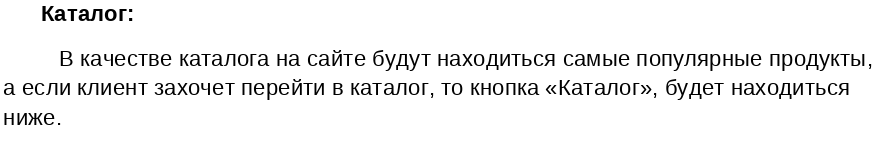 Каталог:
В качестве каталога на сайте будут находиться самые популярные продукты,
а если клиент захочет перейти в каталог, то кнопка «Каталог», будет находиться
ниже.